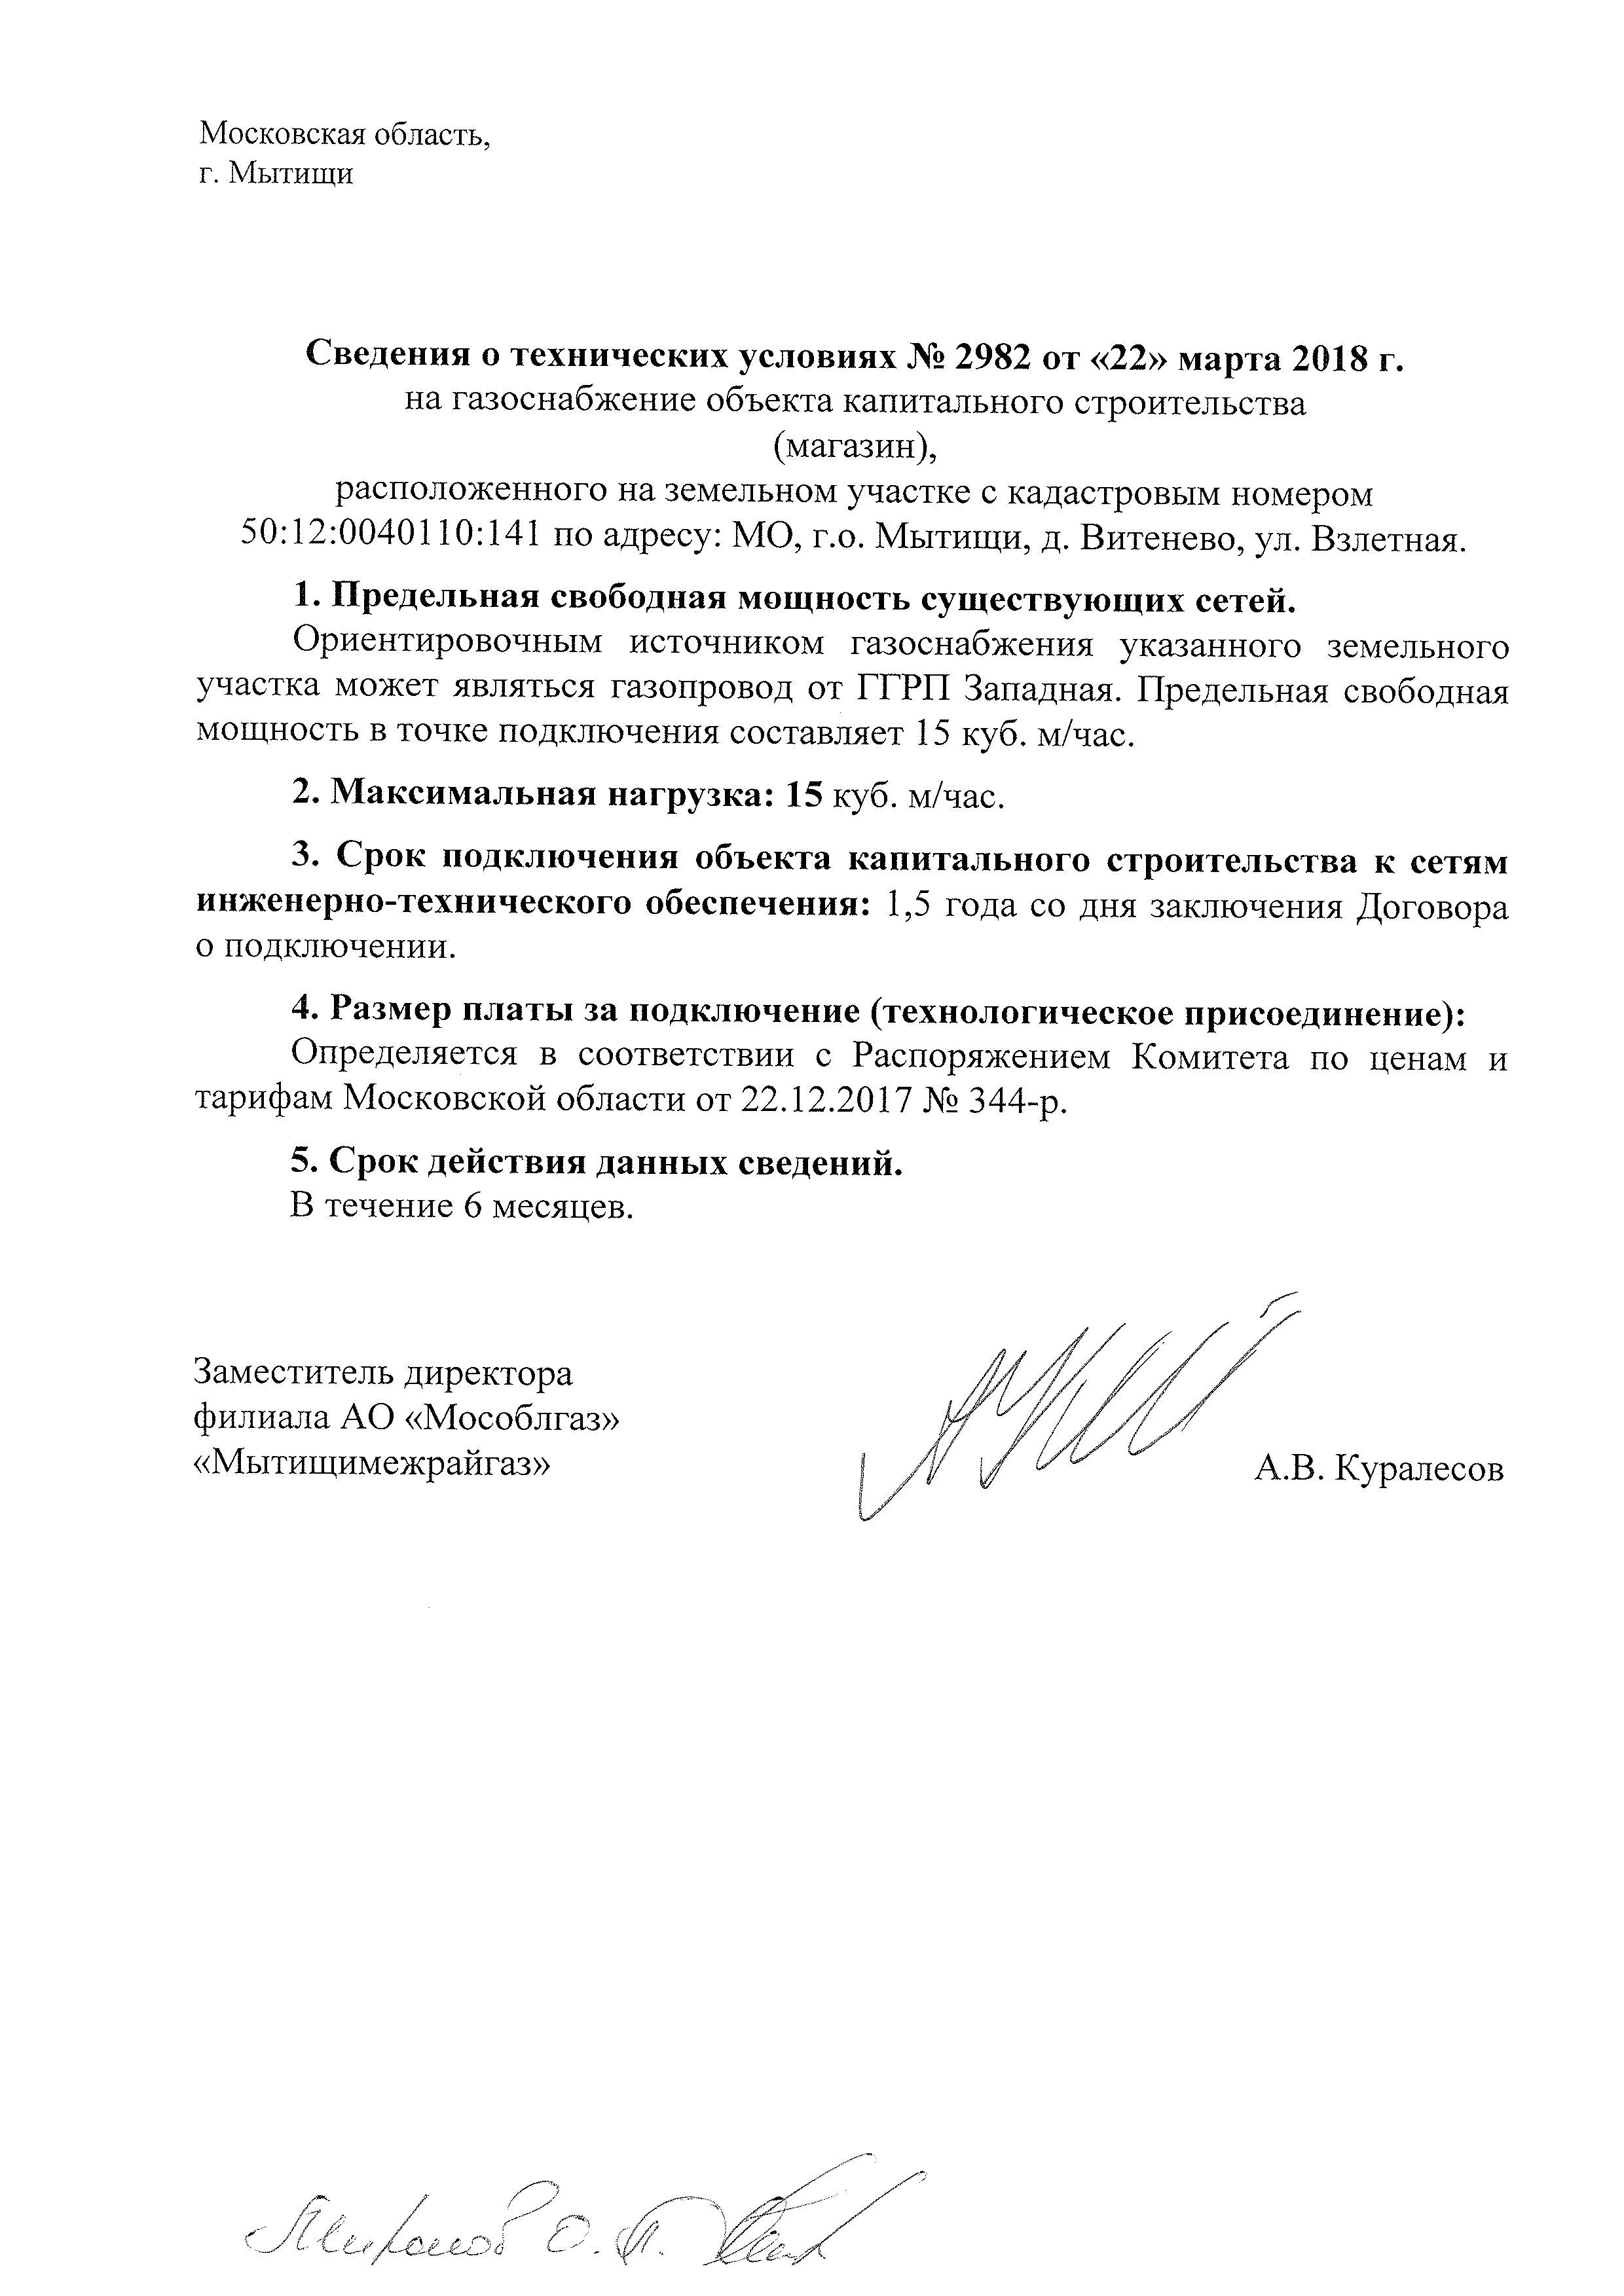 Московская область,
г. Мытищи
Сведения о технических условиях № 2982 от «22» марта 2018 г.
на газоснабжение объекта капитального строительства
(магазин),
расположенного на земельном участке с кадастровым номером
50:12:0040110:141 по адресу: МО, г.о. Мытищи, д. Витенево, ул. Взлетная.
1. Предельная свободная мощность существующих сетей.
Ориентировочным источником газоснабжения указанного земельного
участка может являться газопровод от ГГРП Западная. Предельная свободная
мощность в точке подключения составляет 15 куб. м/час.
2. Максимальная нагрузка: 15 куб. м/час.
3. Срок подключения объекта капитального строительства к сетям
инженерно-технического обеспечения: 1,5 года со дня заключения Договора
о подключении.
4. Размер платы за подключение (технологическое присоединение):
Определяется в соответствии с Распоряжением Комитета по ценам и
тарифам Московской области от 22.12.2017 № 344-р.
5. Срок действия данных сведений.
В течение 6 месяцев.
Заместитель директора
филиала АО «Мособлгаз»
«Мытищимежрайгаз»
А.В. Куралесов
Миронов О.П.